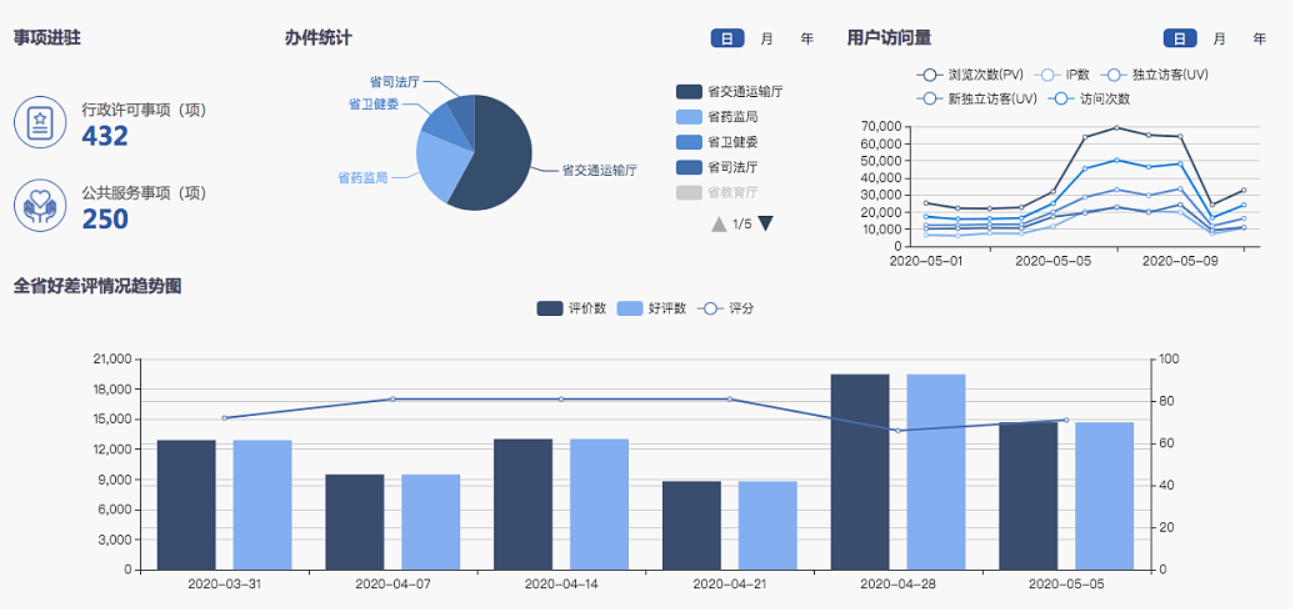 事项进驻
行政许可事项（项）
432
公共服务事项（项）
250
办件统计
日 月 年
省司法厅
省卫健委
省药监局
省交通运输厅
省交通运输厅
省药监局
省卫健委
省司法厅
省教育厅
1/5
用户访问量
日 月 年
浏览次数(PV) IP数 独立访客(UV)
新独立访客(UV) 访问次数
70,000
60,000
50,000
40,000
30,000
20,000
10,000
0
2020-05-01 2020-05-05 2020-05-09
全省好差评情况趋势图
评价数 好评数 评分
21,000
18,000
15,000
12,000
9,000
6,000
3,000
0
100
80
60
40
20
0
2020-03-31 2020-04-07 2020-04-14 2020-04-21 2020-04-28 2020-05-05